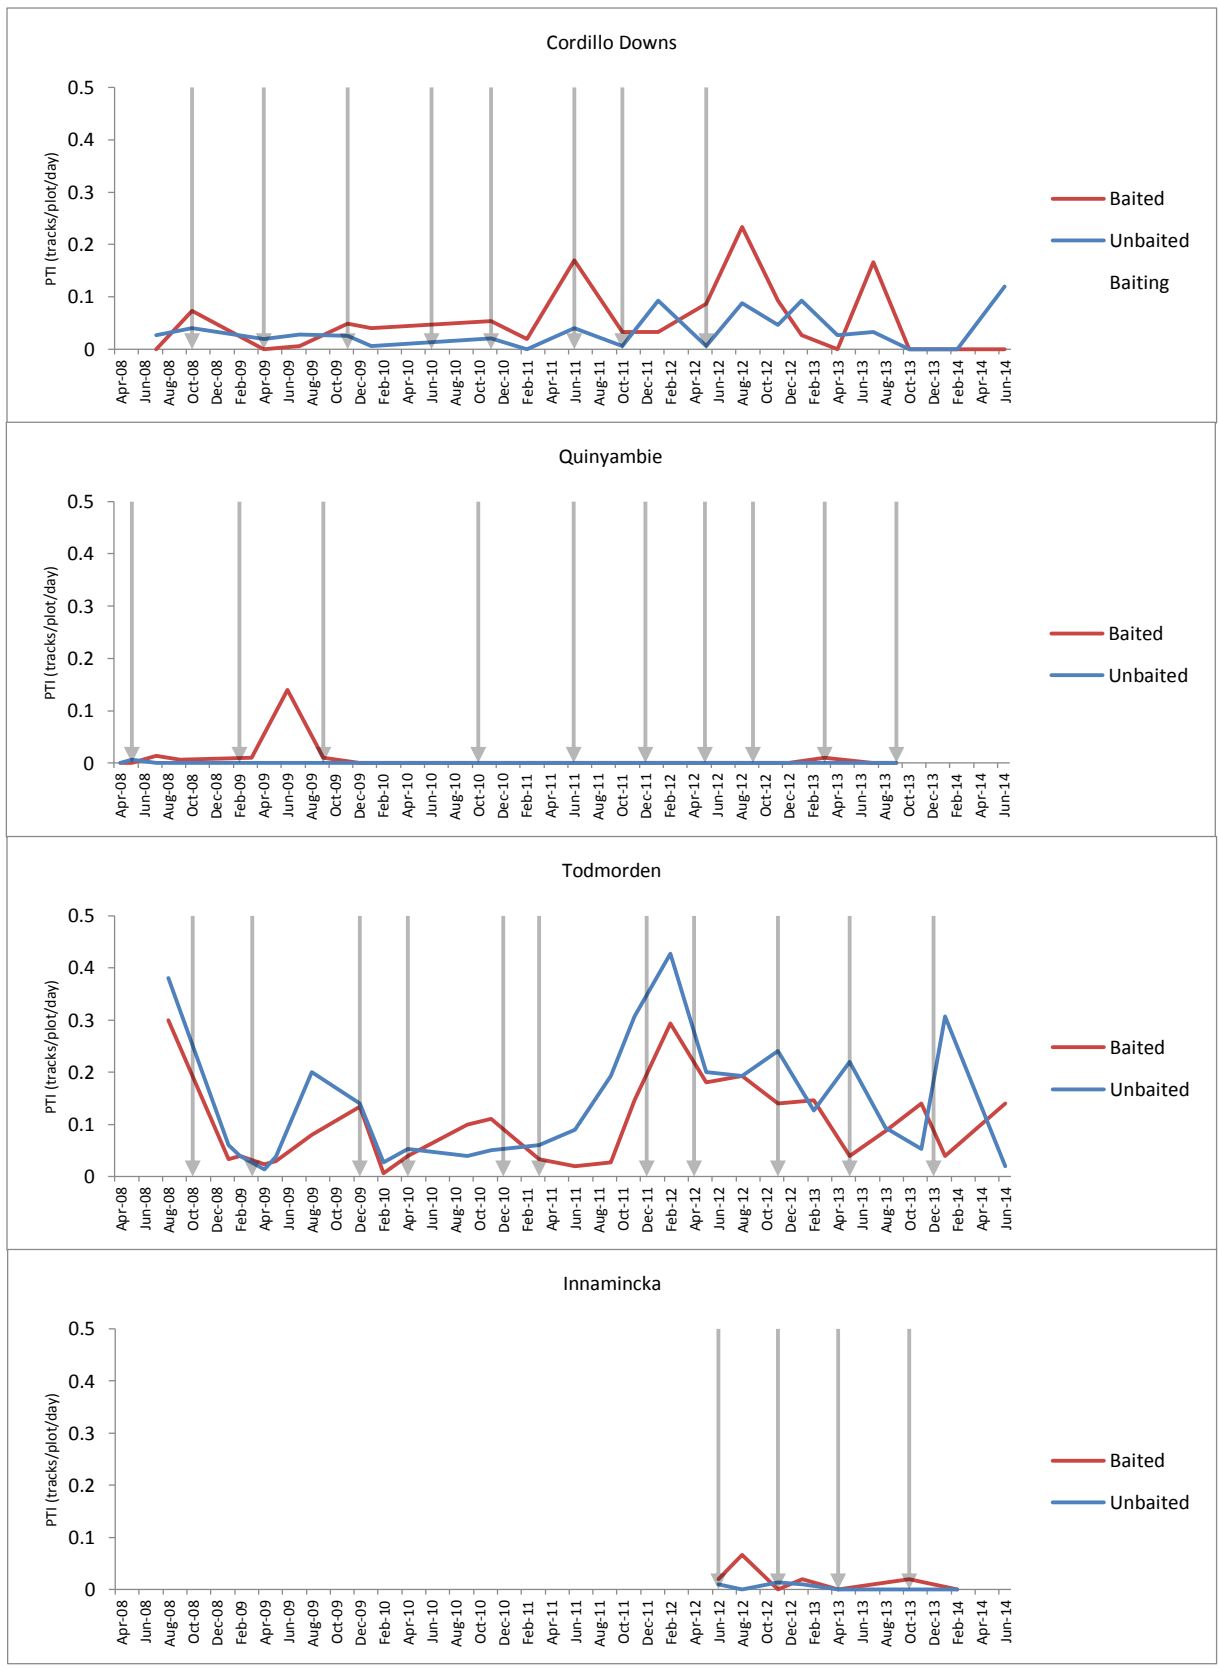 Cordillo Downs
PTI (tracks/plot/day)
0.5
0.4
0.3
0.2
0.1
0
Apr-08 Jun-08 Aug-08 Oct-08 Dec-08 Feb-09 Apr-09 Jun-09 Aug-09 Oct-09 Dec-09 Feb-10 Apr-10 Jun-10 Aug-10 Oct-10 Dec-10 Feb-11 Apr-11 Jun-11 Aug-11 Oct-11 Dec-11 Feb-12 Apr-12 Jun-12 Aug-12 Oct-12 Dec-12 Feb-13 Apr-13 Jun-13 Aug-13 Oct-13 Dec-13 Feb-14 Apr-14 Jun-14
Baited
Unbaited
Baiting
Quinyambie
PTI (tracks/plot/day)
0.5
0.4
0.3
0.2
0.1
0
Apr-08 Jun-08 Aug-08 Oct-08 Dec-08 Feb-09 Apr-09 Jun-09 Aug-09 Oct-09 Dec-09 Feb-10 Apr-10 Jun-10 Aug-10 Oct-10 Dec-10 Feb-11 Apr-11 Jun-11 Aug-11 Oct-11 Dec-11 Feb-12 Apr-12 Jun-12 Aug-12 Oct-12 Dec-12 Feb-13 Apr-13 Jun-13 Aug-13 Oct-13 Dec-13 Feb-14 Apr-14 Jun-14
Baited
Unbaited
Todmorden
PTI (tracks/plot/day)
0.5
0.4
0.3
0.2
0.1
0
Apr-08 Jun-08 Aug-08 Oct-08 Dec-08 Feb-09 Apr-09 Jun-09 Aug-09 Oct-09 Dec-09 Feb-10 Apr-10 Jun-10 Aug-10 Oct-10 Dec-10 Feb-11 Apr-11 Jun-11 Aug-11 Oct-11 Dec-11 Feb-12 Apr-12 Jun-12 Aug-12 Oct-12 Dec-12 Feb-13 Apr-13 Jun-13 Aug-13 Oct-13 Dec-13 Feb-14 Apr-14 Jun-14
Baited
Unbaited
Innamincka
PTI (tracks/plot/day)
0.5
0.4
0.3
0.2
0.1
0
Apr-08 Jun-08 Aug-08 Oct-08 Dec-08 Feb-09 Apr-09 Jun-09 Aug-09 Oct-09 Dec-09 Feb-10 Apr-10 Jun-10 Aug-10 Oct-10 Dec-10 Feb-11 Apr-11 Jun-11 Aug-11 Oct-11 Dec-11 Feb-12 Apr-12 Jun-12 Aug-12 Oct-12 Dec-12 Feb-13 Apr-13 Jun-13 Aug-13 Oct-13 Dec-13 Feb-14 Apr-14 Jun-14
Baited
Unbaited